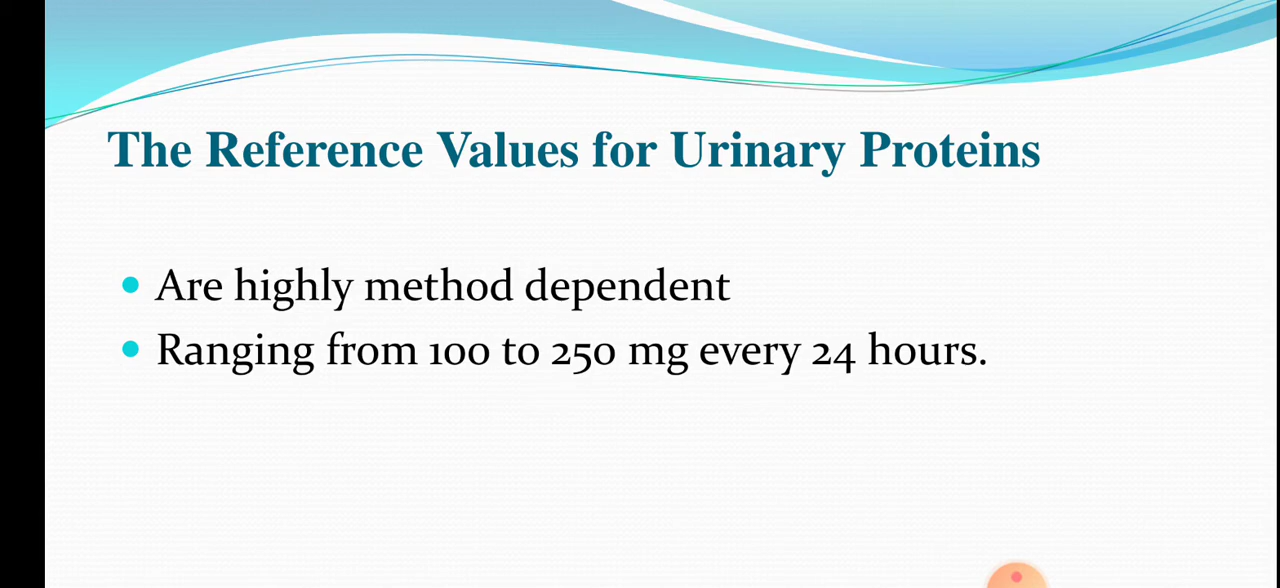 The Reference Values for Urinary Proteins
Are highly method dependent
Ranging from 100 to 250 mg every 24 hours.